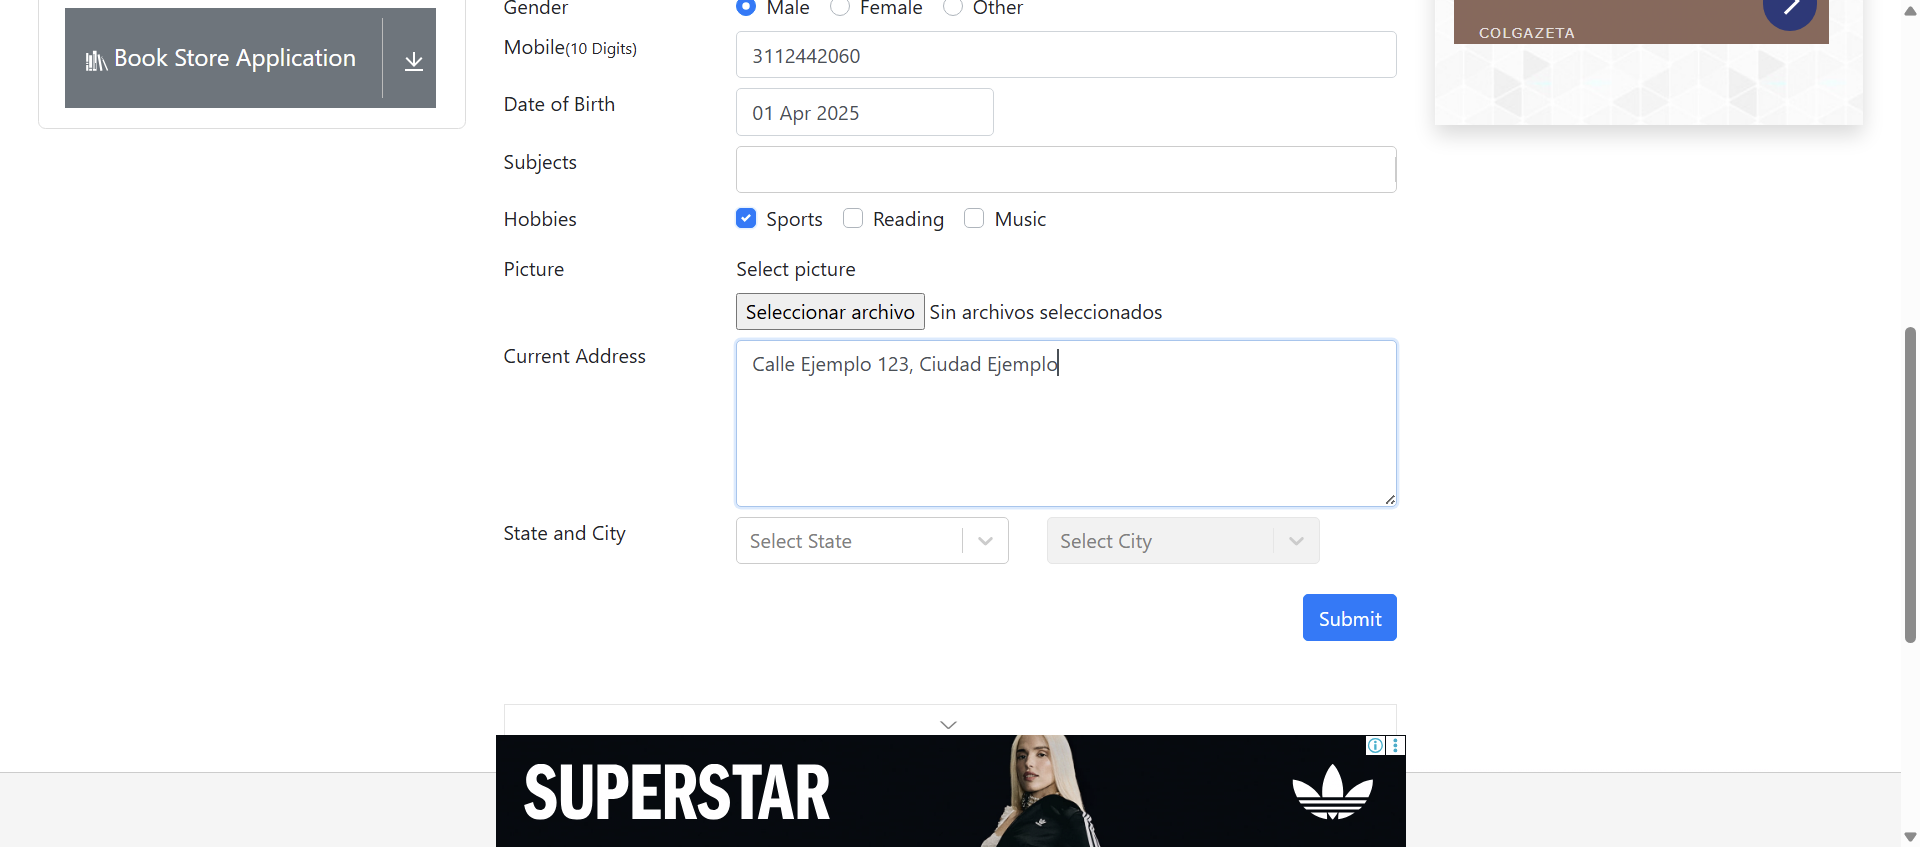 Gender Male Female Other
Book Store Application
Mobile(10 Digits) 3112442060
COLGAZETA
Date of Birth 01 Apr 2025
Subjects
Hobbies Sports Reading Music
Picture Select picture
Seleccionar archivo Sin archivos seleccionados
Current Address Calle Ejemplo 123, Ciudad Ejemplo
State and City Select State Select City
Submit
SUPERSTAR